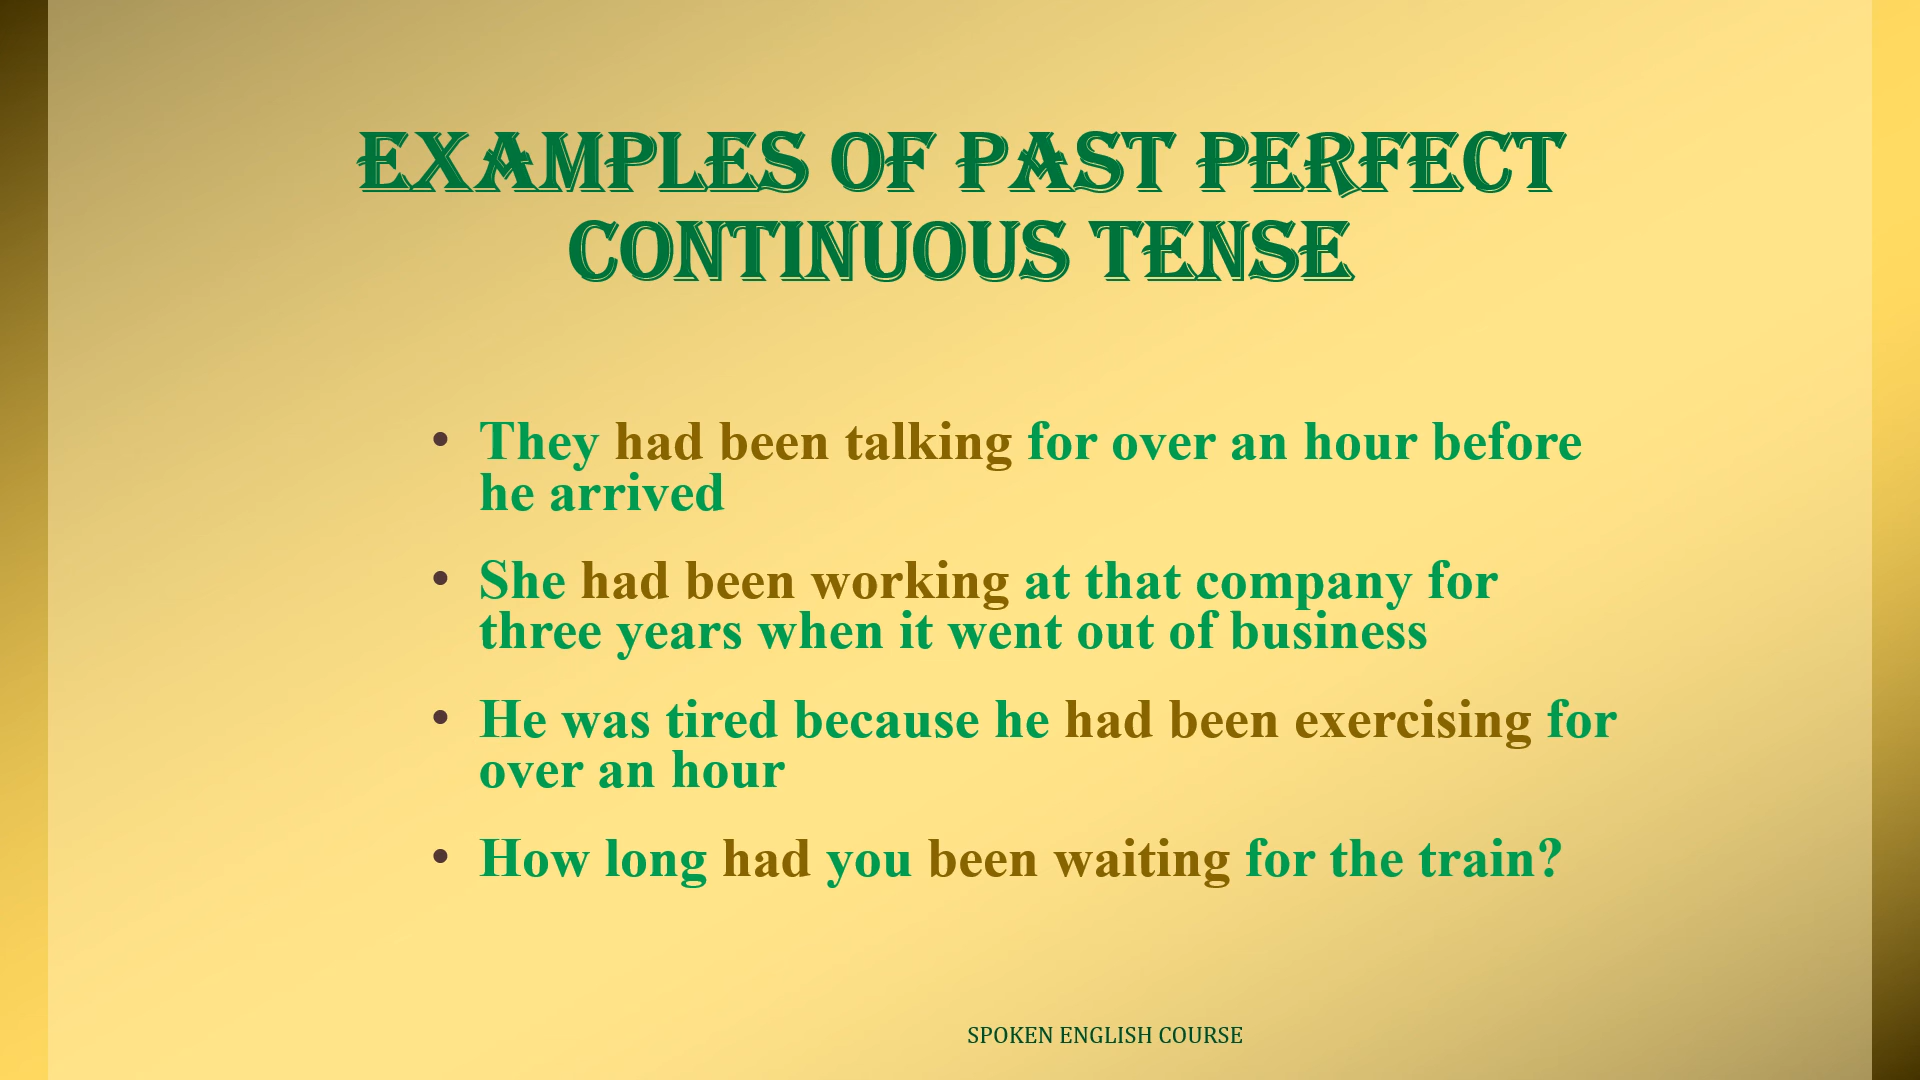 EXAMPLES OF PAST PERFECT
CONTINUOUS TENSE
• They had been talking for over an hour before
he arrived
• She had been working at that company for
three years when it went out of business
• He was tired because he had been exercising for
over an hour
• How long had you been waiting for the train?
SPOKEN ENGLISH COURSE